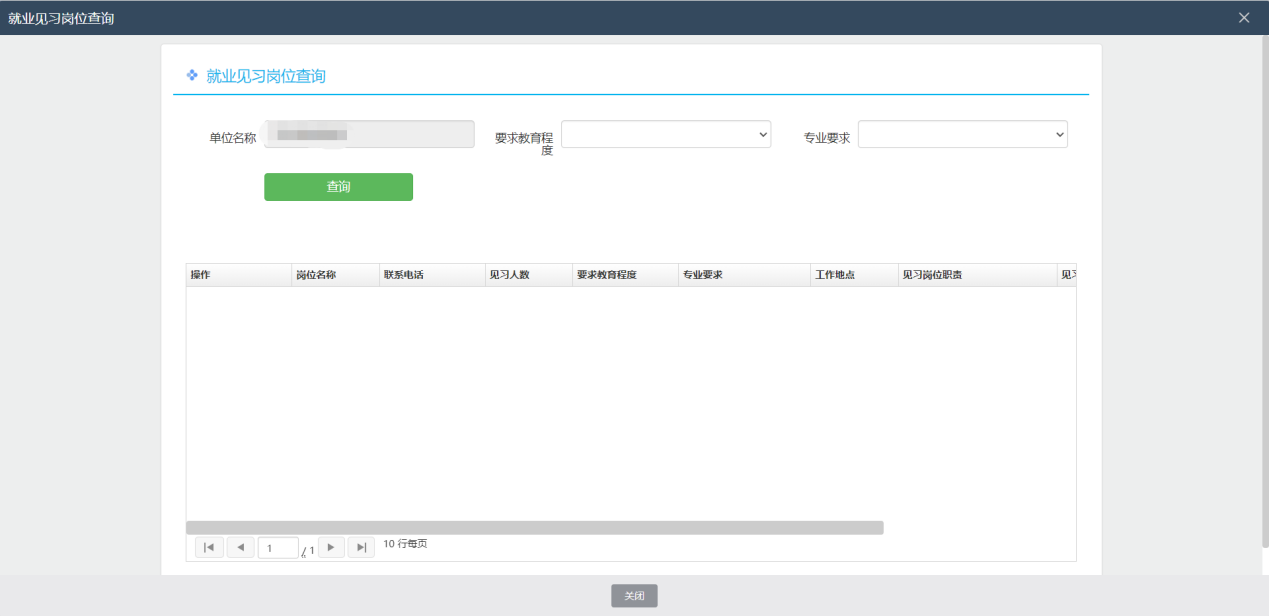 就业见习岗位查询
就业见习岗位查询
单位名称
要求教育程
度
专业要求
查询
操作 岗位名称 联系电话 见习人数 要求教育程度 专业要求 工作地点 见习岗位职责 见
1 / 1 10 行每页
关闭